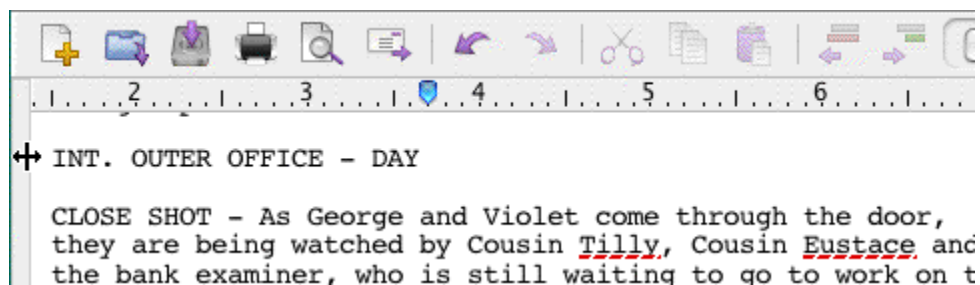 2 3 4 5 6
INT. OUTER OFFICE - DAY
CLOSE SHOT - As George and Violet come through the door,
they are being watched by Cousin Tilly, Cousin Eustace and
the bank examiner, who is still waiting to go to work on